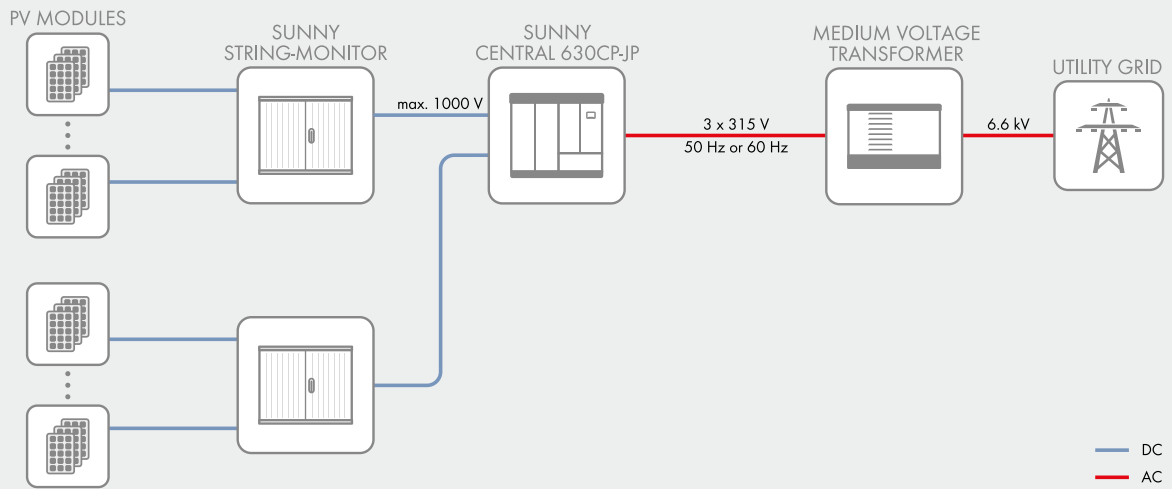 PV MODULES
SUNNY
STRING-MONITOR
SUNNY
CENTRAL 630CP-JP
MEDIUM VOLTAGE
TRANSFORMER
UTILITY GRID
max. 1000 V
3 x 315 V
50 Hz or 60 Hz
6.6 kV
DC
AC